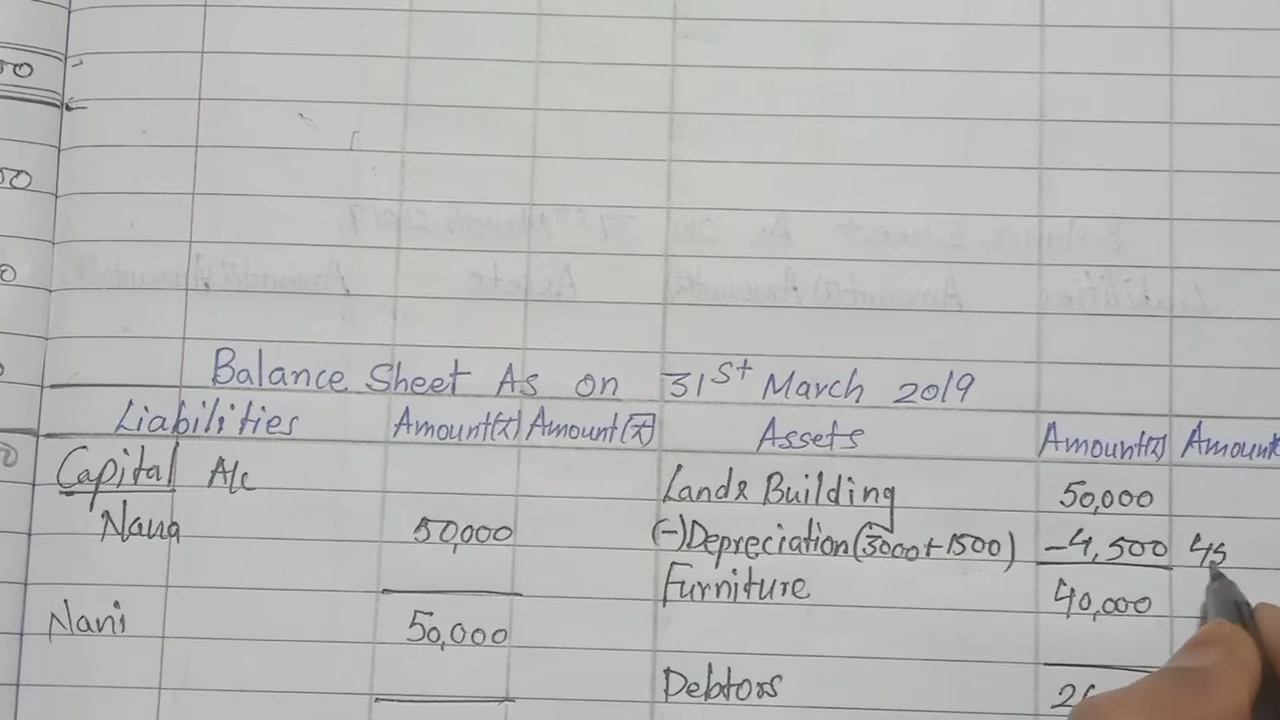 Balance Sheet As on 31st March 2019
Liabilities Amount(₹) Amount(₹) Assets Amount(₹) Amount
Capital A/c Land & Building 50,000
Nana 50,000 (-) Depreciation (3000+1500) -4,500 45
Furniture 40,000
Nani 50,000
Debtors